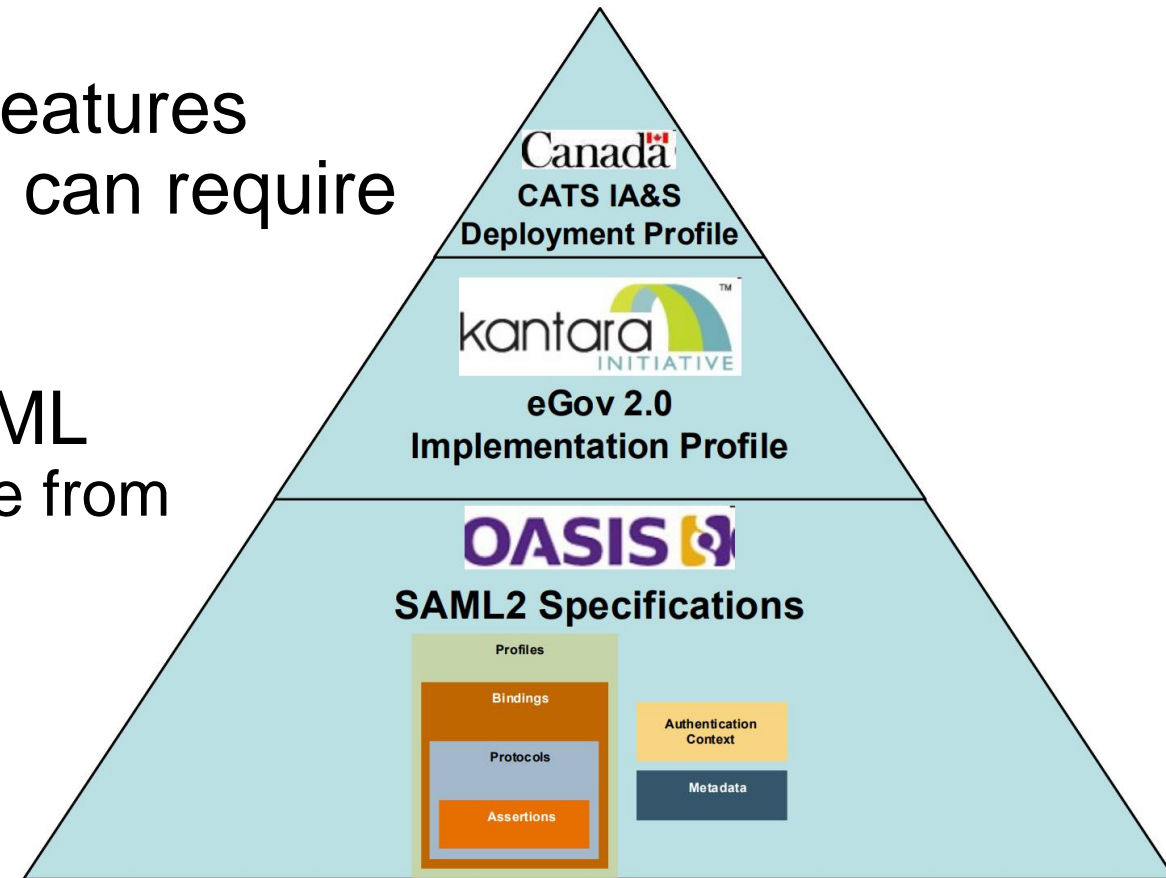 eatures
can require
ML
e from
Canada
CATS IA&S
Deployment Profile
kantara TM
INITIATIVE
eGov 2.0
Implementation Profile
OASIS
SAML2 Specifications
Profiles
Bindings
Protocols
Assertions
Authentication
Context
Metadata